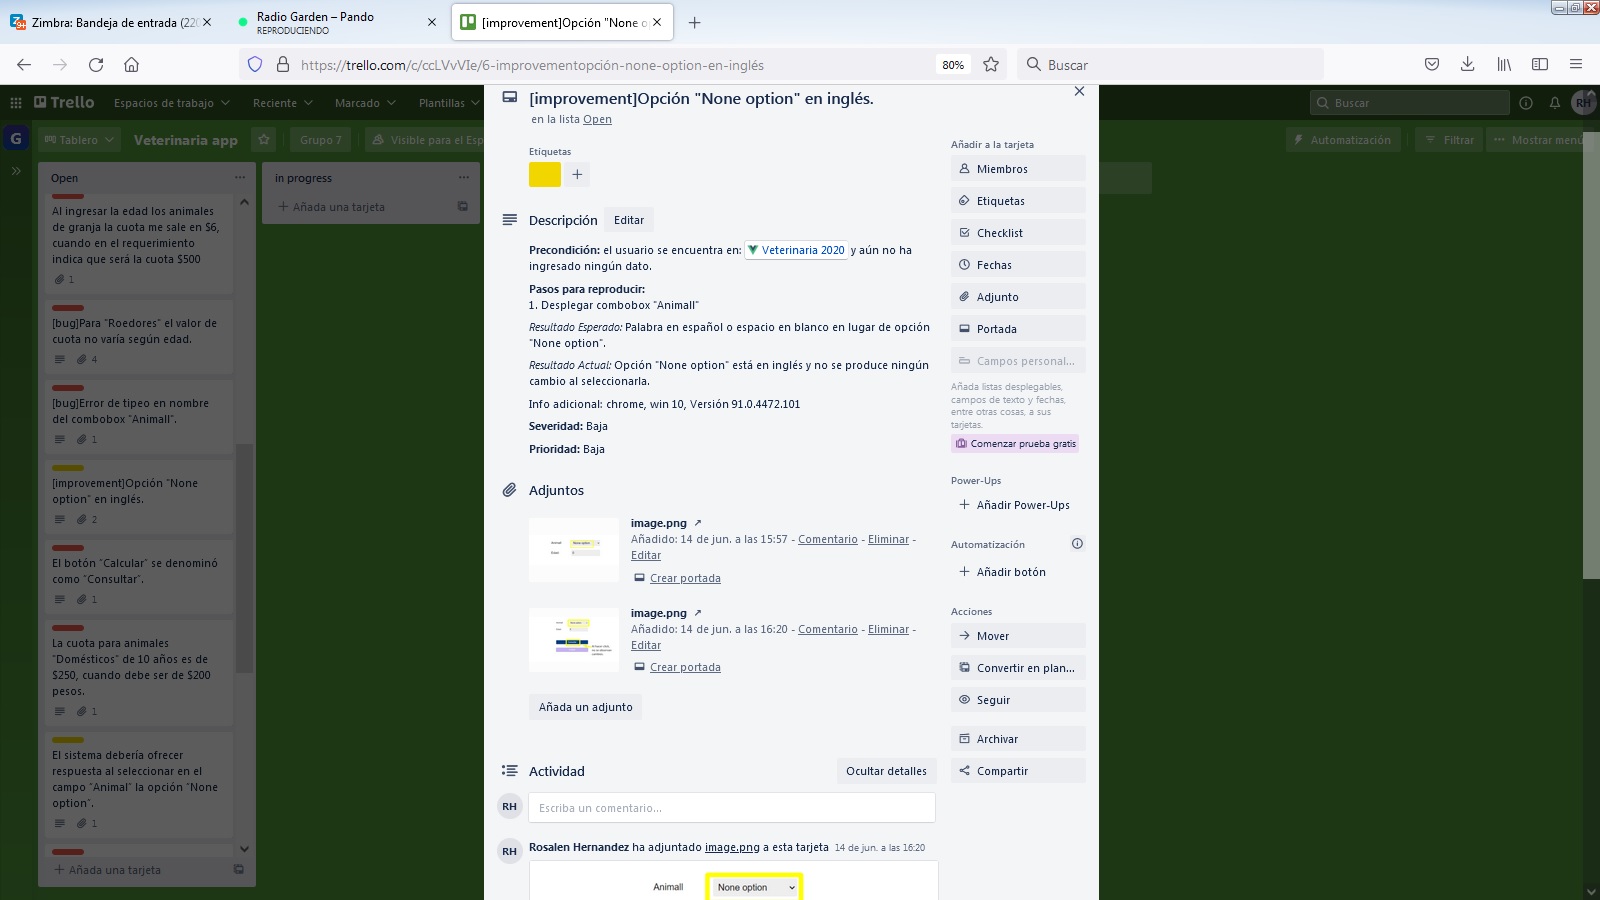 Zimbra: Bandeja de entrada (220
Radio Garden – Pando
REPRODUCIENDO
[improvement]Opción "None o
https://trello.com/c/ccLVvVIe/6-improvementopción-none-option-en-inglés
80%
Buscar
Trello
Espacios de trabajo
Reciente
Marcado
Plantillas
Buscar
RH
G
Tablero
Veterinaria app
Grupo 7
Visible para el Esp
Automatización
Filtrar
Mostrar menú
Open
Al ingresar la edad los animales
de granja la cuota me sale en $6,
cuando en el requerimiento
indica que será la cuota $500
1
[bug]Para "Roedores" el valor de
cuota no varía según edad.
4
[bug]Error de tipeo en nombre
del combobox "Animall".
1
[improvement]Opción "None
option" en inglés.
2
El botón "Calcular" se denominó
como "Consultar".
1
La cuota para animales
"Domésticos" de 10 años es de
$250, cuando debe ser de $200
pesos.
1
El sistema debería ofrecer
respuesta al seleccionar en el
campo "Animal" la opción "None
option".
1
+ Añada una tarjeta
in progress
+ Añada una tarjeta
[improvement]Opción "None option" en inglés.
en la lista Open
Etiquetas
+
Descripción
Editar
Precondición: el usuario se encuentra en: Veterinaria 2020 y aún no ha
ingresado ningún dato.
Pasos para reproducir:
1. Desplegar combobox "Animall"
Resultado Esperado: Palabra en español o espacio en blanco en lugar de opción
"None option".
Resultado Actual: Opción "None option" está en inglés y no se produce ningún
cambio al seleccionarla.
Info adicional: chrome, win 10, Versión 91.0.4472.101
Severidad: Baja
Prioridad: Baja
Adjuntos
image.png ↗
Añadido: 14 de jun. a las 15:57 - Comentario - Eliminar -
Editar
Crear portada
image.png ↗
Añadido: 14 de jun. a las 16:20 - Comentario - Eliminar -
Editar
Crear portada
Añada un adjunto
Actividad
Ocultar detalles
RH
Escriba un comentario...
RH
Rosalen Hernandez ha adjuntado image.png a esta tarjeta 14 de jun. a las 16:20
Animall
None option
Añadir a la tarjeta
Miembros
Etiquetas
Checklist
Fechas
Adjunto
Portada
Campos personal...
Añada listas desplegables,
campos de texto y fechas,
entre otras cosas, a sus
tarjetas.
Comenzar prueba gratis
Power-Ups
+ Añadir Power-Ups
Automatización
+ Añadir botón
Acciones
Mover
Convertir en plan...
Seguir
Archivar
Compartir